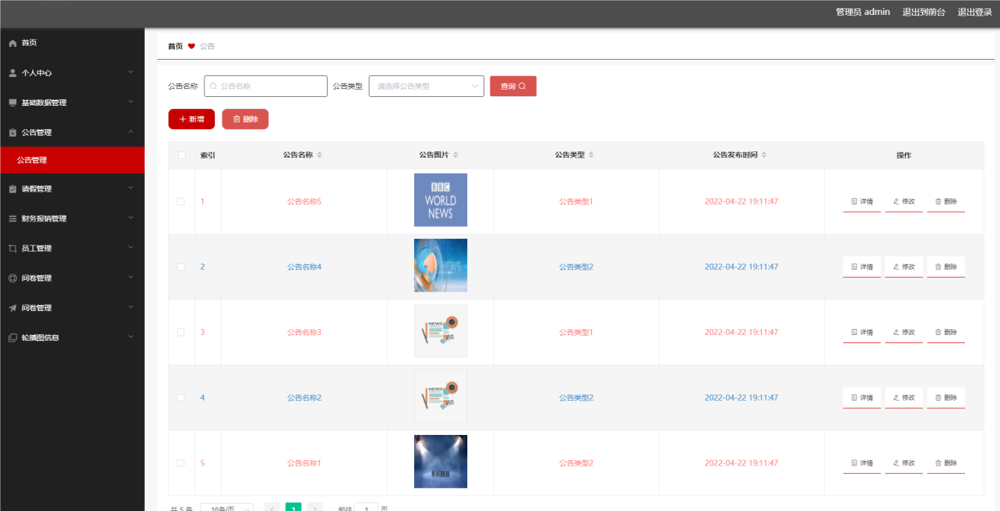 管理员 admin 退出到前台 退出登录
首页
个人中心
基础数据管理
公告管理
公告管理
请假管理
财务报销管理
员工管理
问卷管理
问卷管理
轮播图信息
首页 公告
公告名称 公告名称 公告类型 请选择公告类型 查询
新增 删除
索引 公告名称 公告图片 公告类型 公告发布时间 操作
BBC
WORLD
NEWS
1 公告名称5 公告类型1 2022-04-22 19:11:47 详情 修改 删除
NEWS
2 公告名称4 公告类型2 2022-04-22 19:11:47 详情 修改 删除
NEWS
3 公告名称3 公告类型1 2022-04-22 19:11:47 详情 修改 删除
NEWS
4 公告名称2 公告类型2 2022-04-22 19:11:47 详情 修改 删除
5 公告名称1 公告类型2 2022-04-22 19:11:47 详情 修改 删除
共 5 条 10条/页 1 前往 1 页